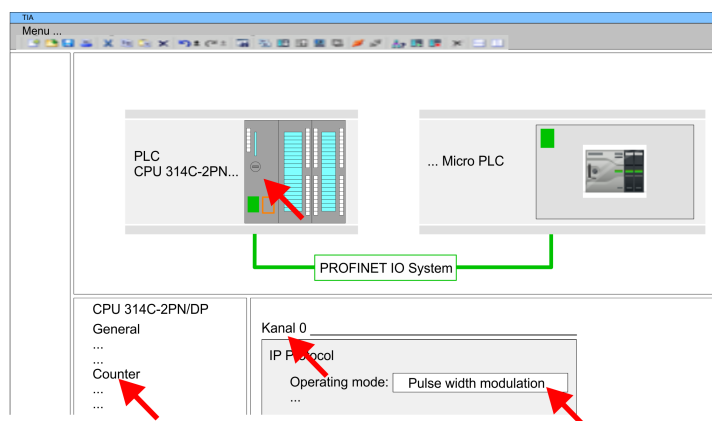 TIA
Menu ...
PLC
CPU 314C-2PN...
... Micro PLC
PROFINET IO System
CPU 314C-2PN/DP
General
...
...
Counter
...
...
Kanal 0
IP Protocol
Operating mode: Pulse width modulation
...